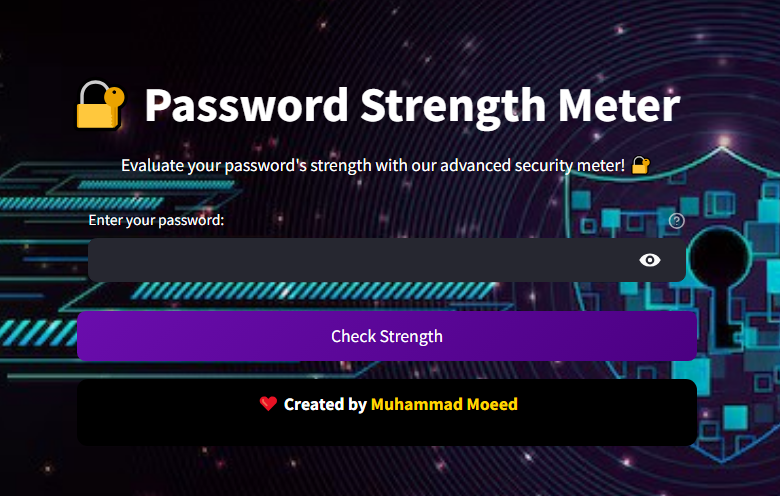 🔐 Password Strength Meter
Evaluate your password's strength with our advanced security meter! 🔐
Enter your password:
Check Strength
❤️ Created by Muhammad Moeed